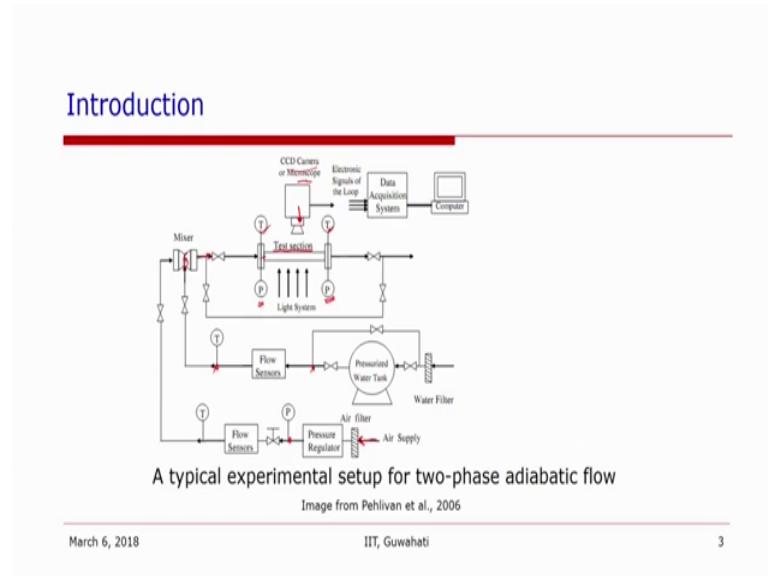 Introduction
CCD Camera
or Microscope
Electronic
Signals of
the Loop
Data
Acquisition
System
Computer
Mixer
T
T
Test section
P
P
Light System
T
Flow
Sensors
Pressurized
Water Tank
Water Filter
T
P
Air filter
Flow
Sensors
Pressure
Regulator
Air Supply
A typical experimental setup for two-phase adiabatic flow
Image from Pehlivan et al., 2006
March 6, 2018
IIT, Guwahati
3